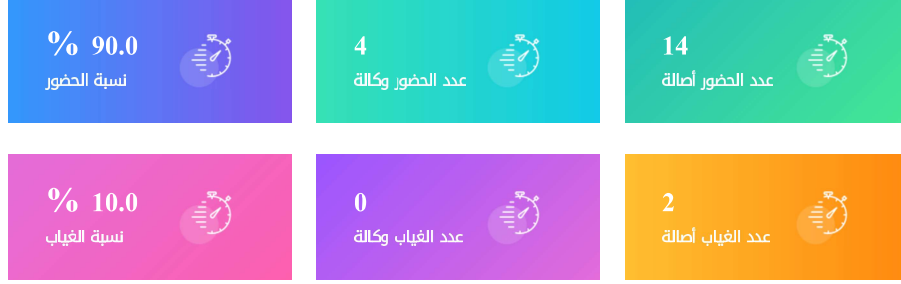 14
عدد الحضور أصالة
4
عدد الحضور وكالة
% 90.0
نسبة الحضور
2
عدد الغياب أصالة
0
عدد الغياب وكالة
% 10.0
نسبة الغياب